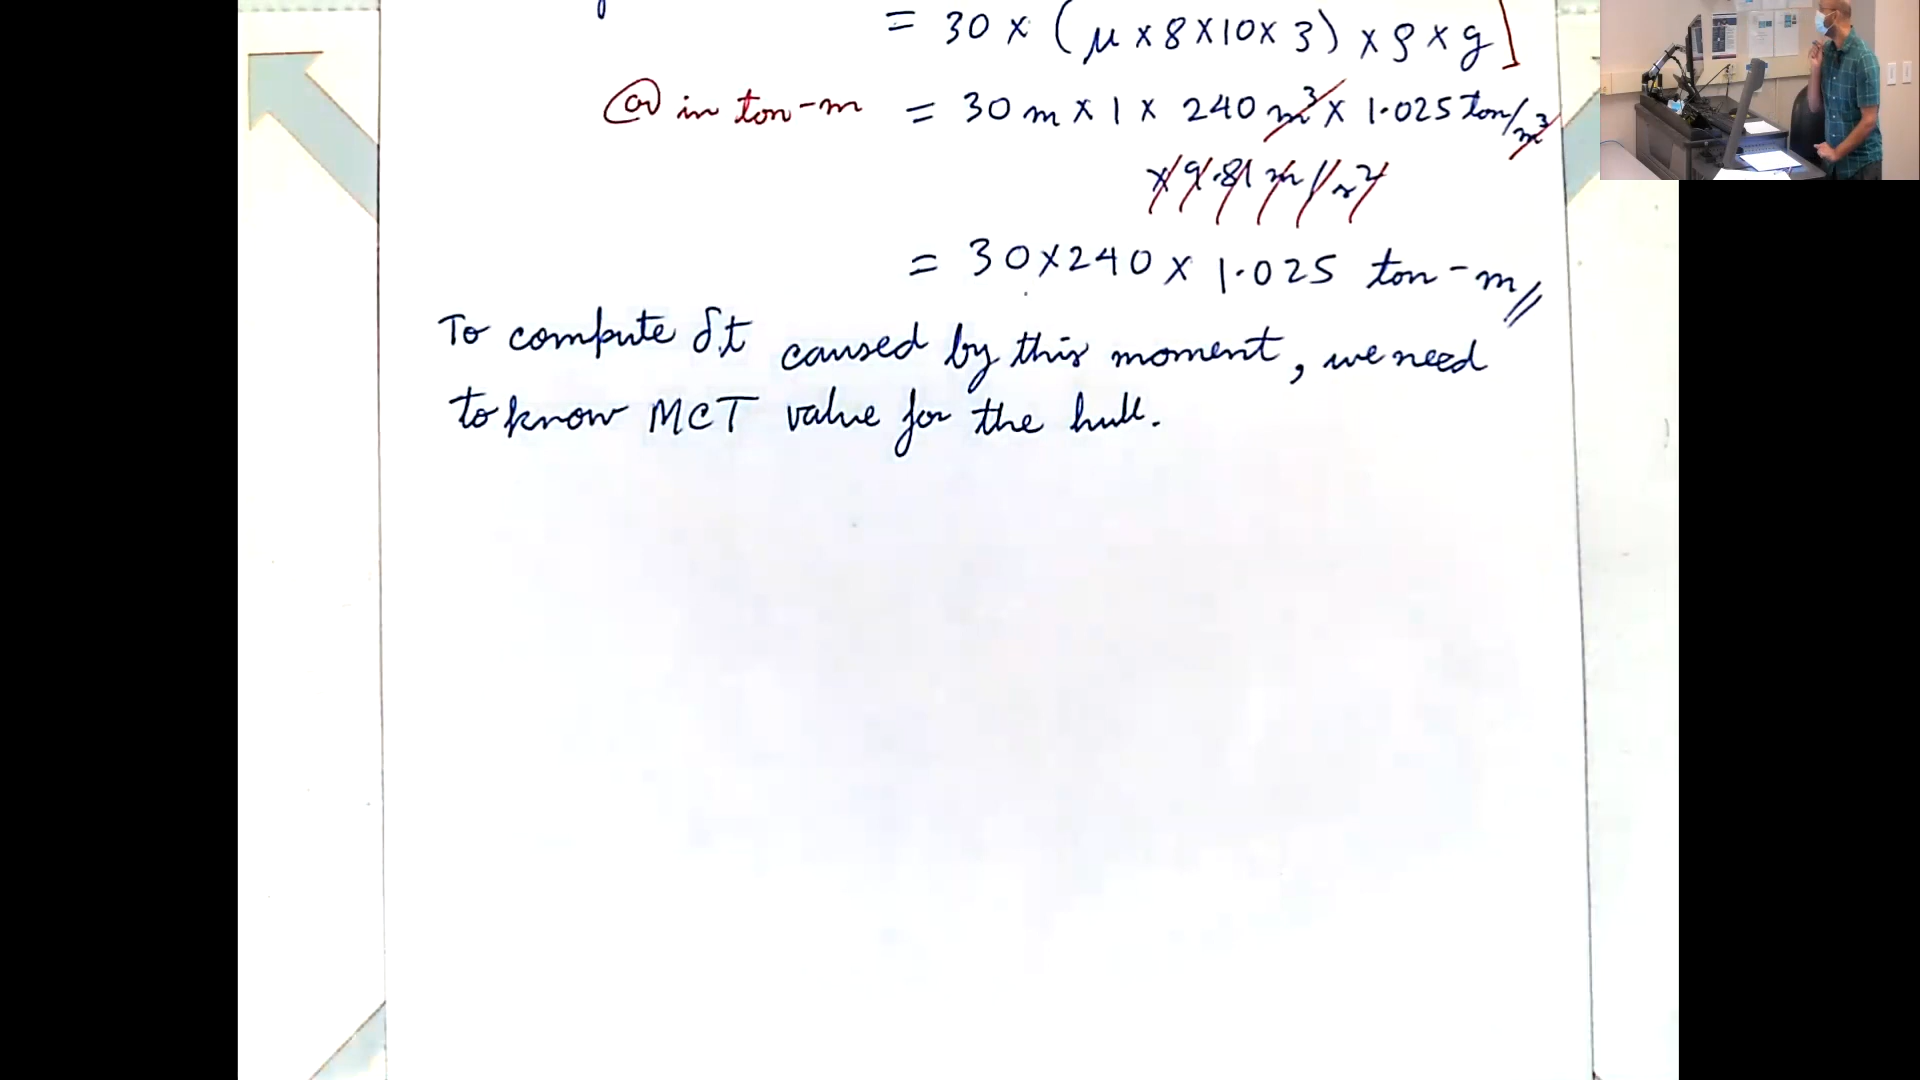 = 30 × (μ × 8 × 10 × 3) × ρ × g]
(or) in ton-m = 30 m × 1 × 240 m³ × 1.025 ton/m³
× 9.81 m/s²
= 30 × 240 × 1.025 ton-m //
To compute δt caused by this moment, we need
to know MCT value for the hull.